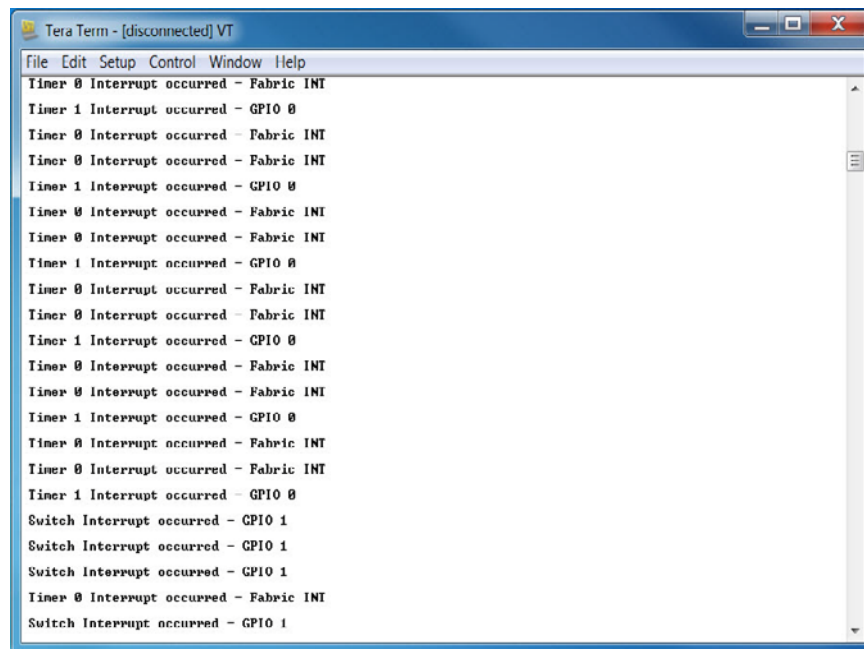 Tera Term - [disconnected] VT
File Edit Setup Control Window Help
Timer 0 Interrupt occurred - Fabric INT
Timer 1 Interrupt occurred - GPIO 0
Timer 0 Interrupt occurred - Fabric INT
Timer 0 Interrupt occurred - Fabric INT
Timer 1 Interrupt occurred - GPIO 0
Timer 0 Interrupt occurred - Fabric INT
Timer 0 Interrupt occurred - Fabric INT
Timer 1 Interrupt occurred - GPIO 0
Timer 0 Interrupt occurred - Fabric INT
Timer 0 Interrupt occurred - Fabric INT
Timer 1 Interrupt occurred - GPIO 0
Timer 0 Interrupt occurred - Fabric INT
Timer 0 Interrupt occurred - Fabric INT
Timer 1 Interrupt occurred - GPIO 0
Timer 0 Interrupt occurred - Fabric INT
Timer 0 Interrupt occurred - Fabric INT
Timer 1 Interrupt occurred - GPIO 0
Switch Interrupt occurred - GPIO 1
Switch Interrupt occurred - GPIO 1
Switch Interrupt occurred - GPIO 1
Timer 0 Interrupt occurred - Fabric INT
Switch Interrupt occurred - GPIO 1